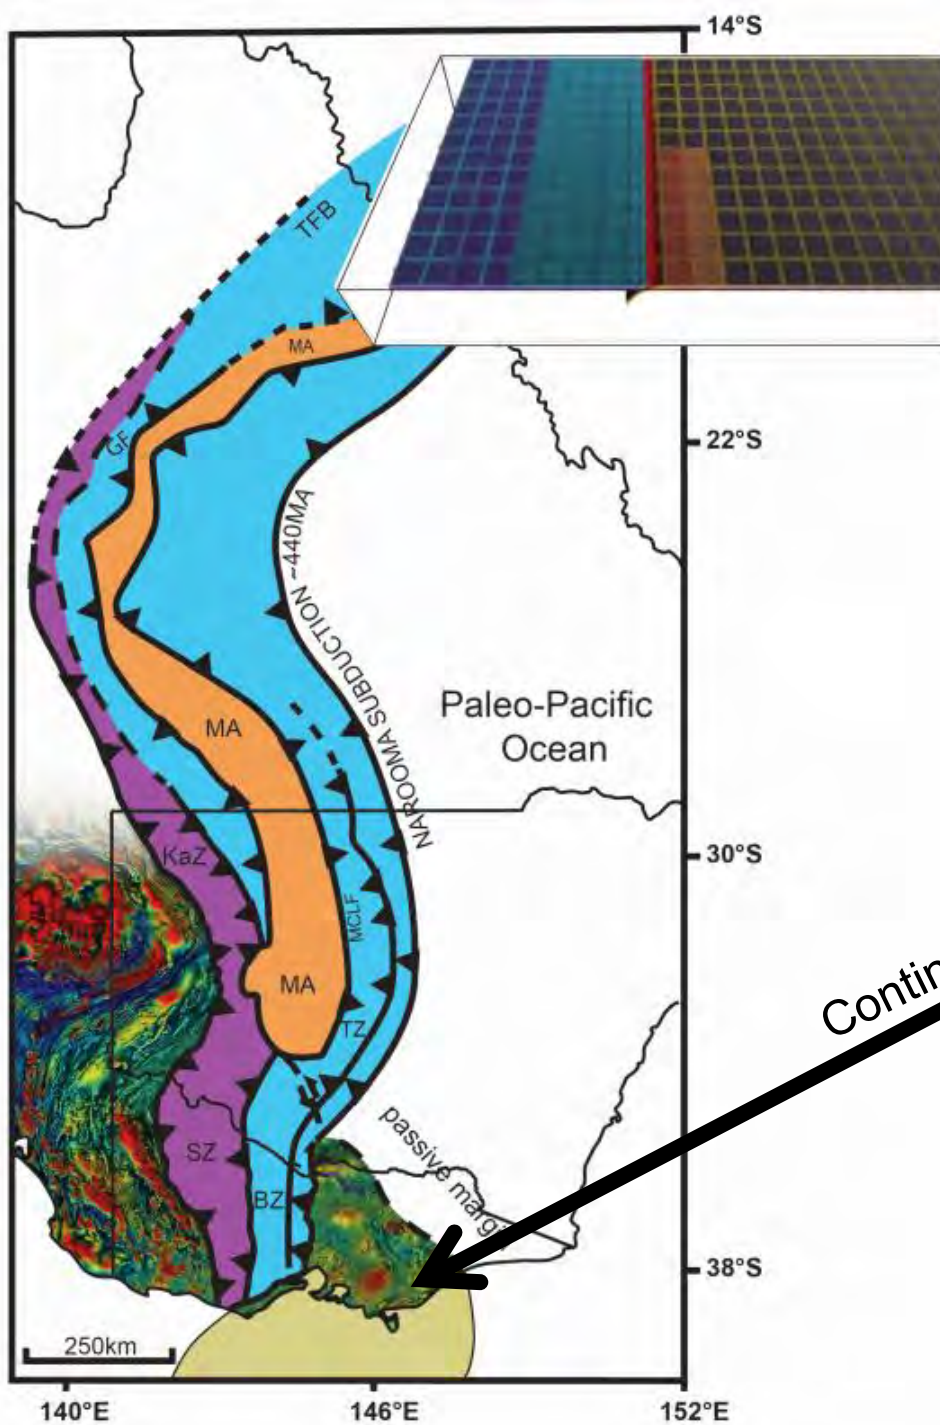 14°S
TFB
MA
GF
22°S
NAROOMA SUBDUCTION ~440MA
Paleo-Pacific
Ocean
MA
KaZ
30°S
MCLF
MA
TZ
Contin
passive margi
SZ
BZ
38°S
250km
140°E
146°E
152°E